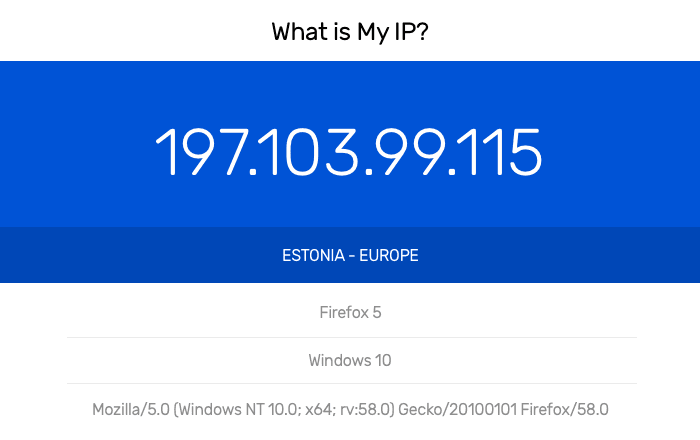 What is My IP?
197.103.99.115
ESTONIA - EUROPE
Firefox 5
Windows 10
Mozilla/5.0 (Windows NT 10.0; x64; rv:58.0) Gecko/20100101 Firefox/58.0